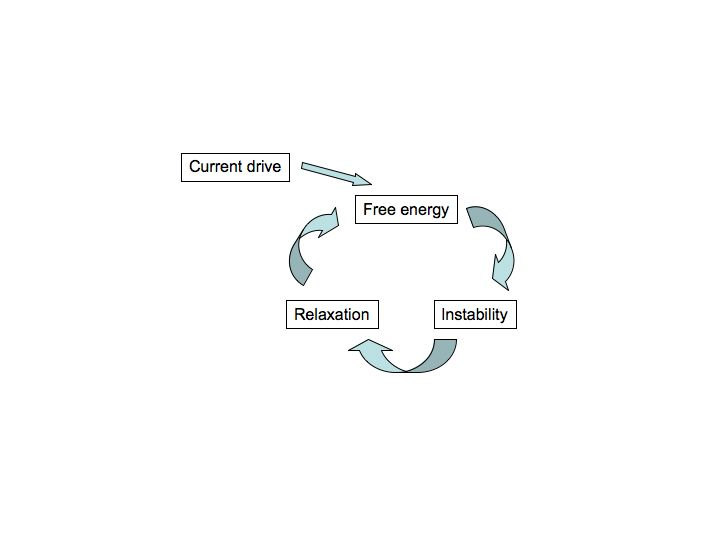 Current drive
Free energy
Relaxation
Instability